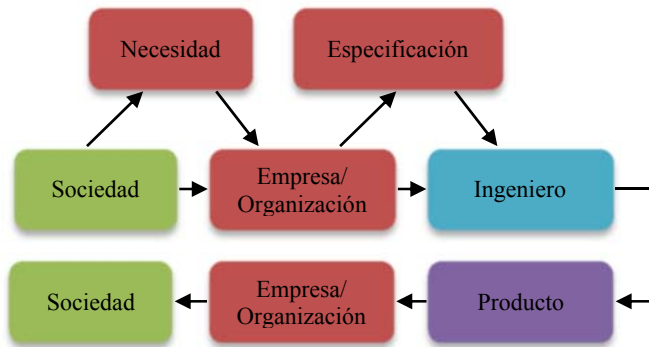 Necesidad
Especificación
Sociedad
Empresa/
Organización
Ingeniero
Sociedad
Empresa/
Organización
Producto